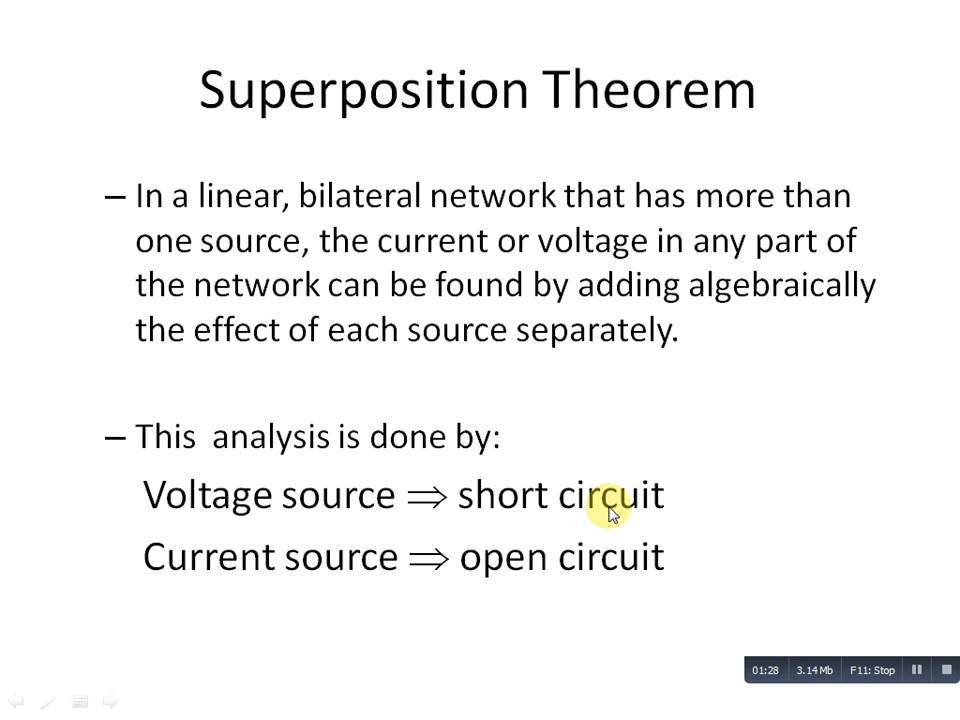 Superposition Theorem
– In a linear, bilateral network that has more than
one source, the current or voltage in any part of
the network can be found by adding algebraically
the effect of each source separately.
– This  analysis is done by:
Voltage source ⇒ short circuit
Current source ⇒ open circuit
01:28 3.14 Mb F11: Stop